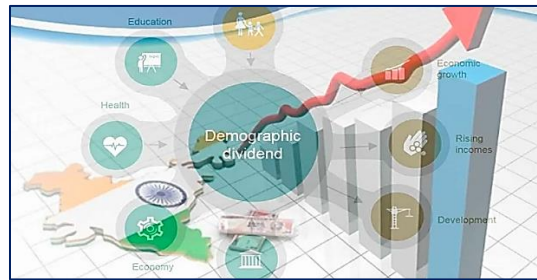 Education
Economic
growth
Health
Demographic
dividend
Rising
incomes
Development
Economy